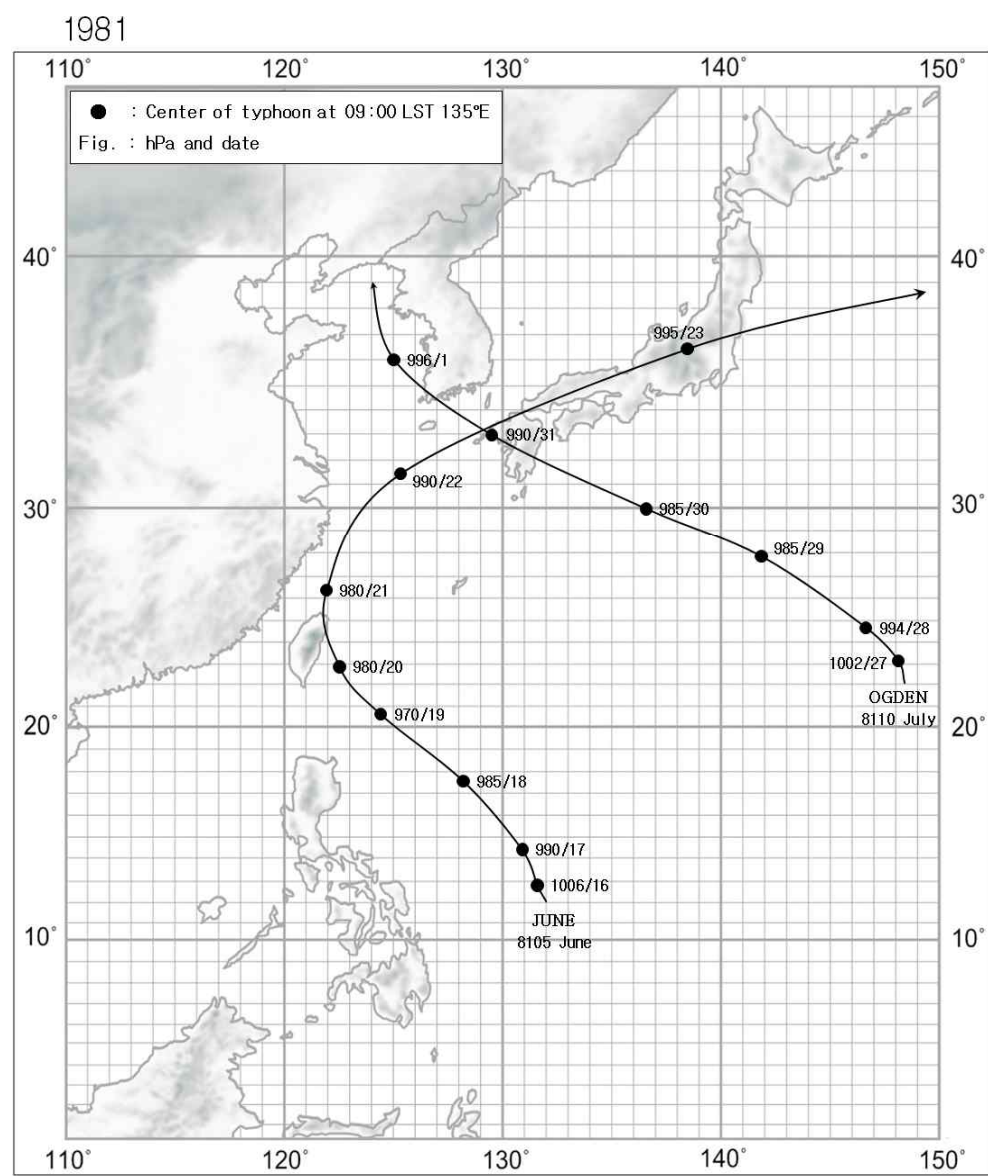 1981
110° 120° 130° 140° 150°
● : Center of typhoon at 09:00 LST 135°E
Fig. : hPa and date
40° 40°
995/23
996/1
990/31
990/22
30° 985/30 30°
985/29
980/21
994/28
1002/27
980/20
OGDEN
8110 July
970/19
20° 20°
985/18
990/17
1006/16
JUNE
8105 June
10° 10°
110° 120° 130° 140° 150°